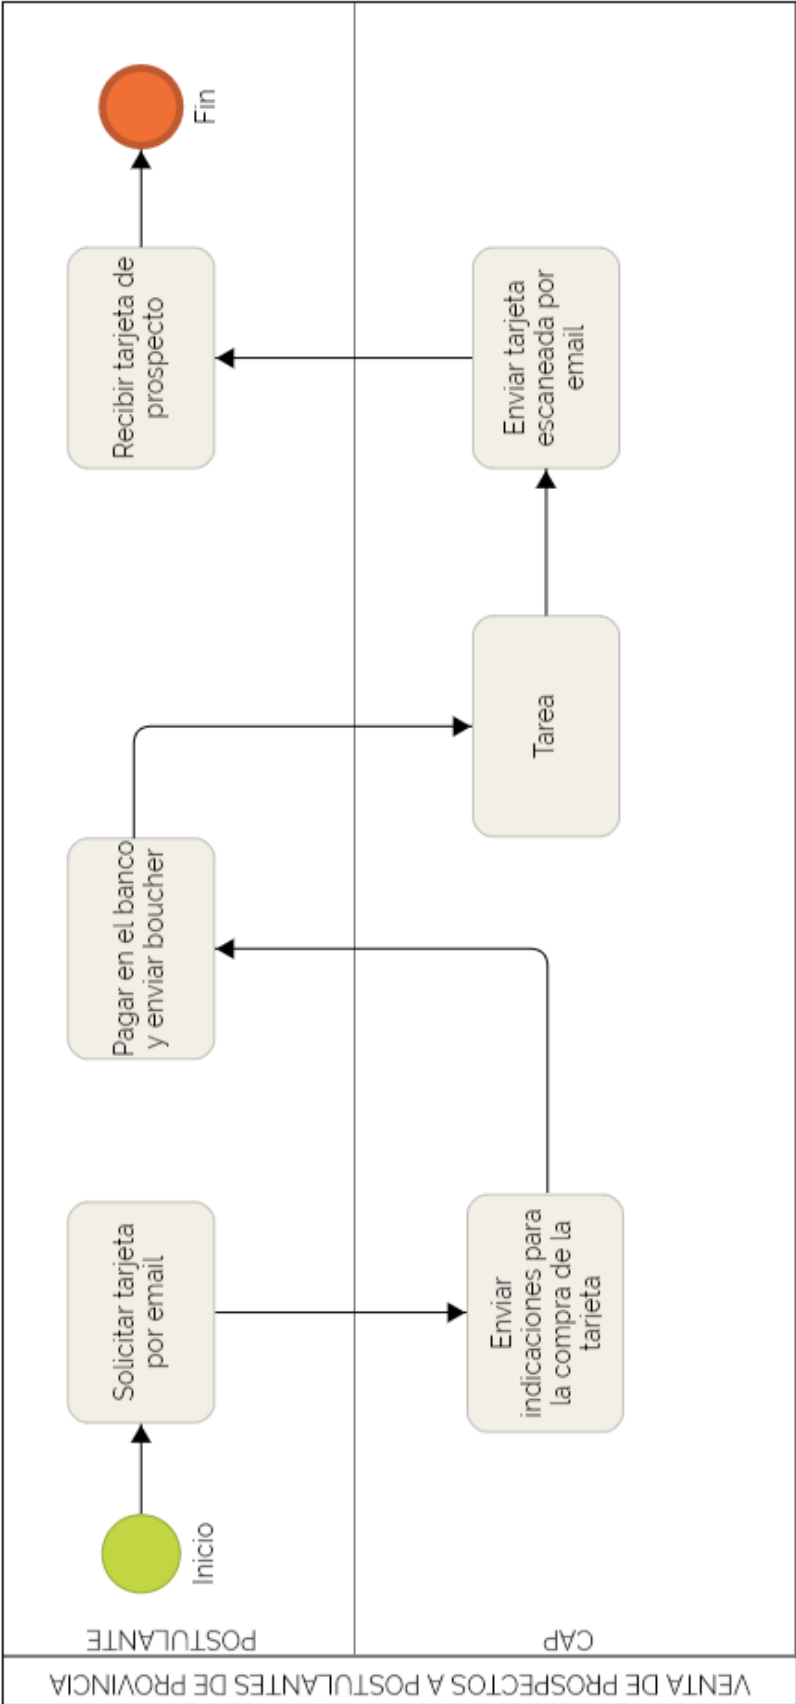 VENTA DE PROSPECTOS A POSTULANTES DE PROVINCIA
POSTULANTE
Inicio
Solicitar tarjeta
por email
Pagar en el banco
y enviar boucher
Recibir tarjeta de
prospecto
Fin
CAP
Enviar
indicaciones para
la compra de la
tarjeta
Tarea
Enviar tarjeta
escaneada por
email